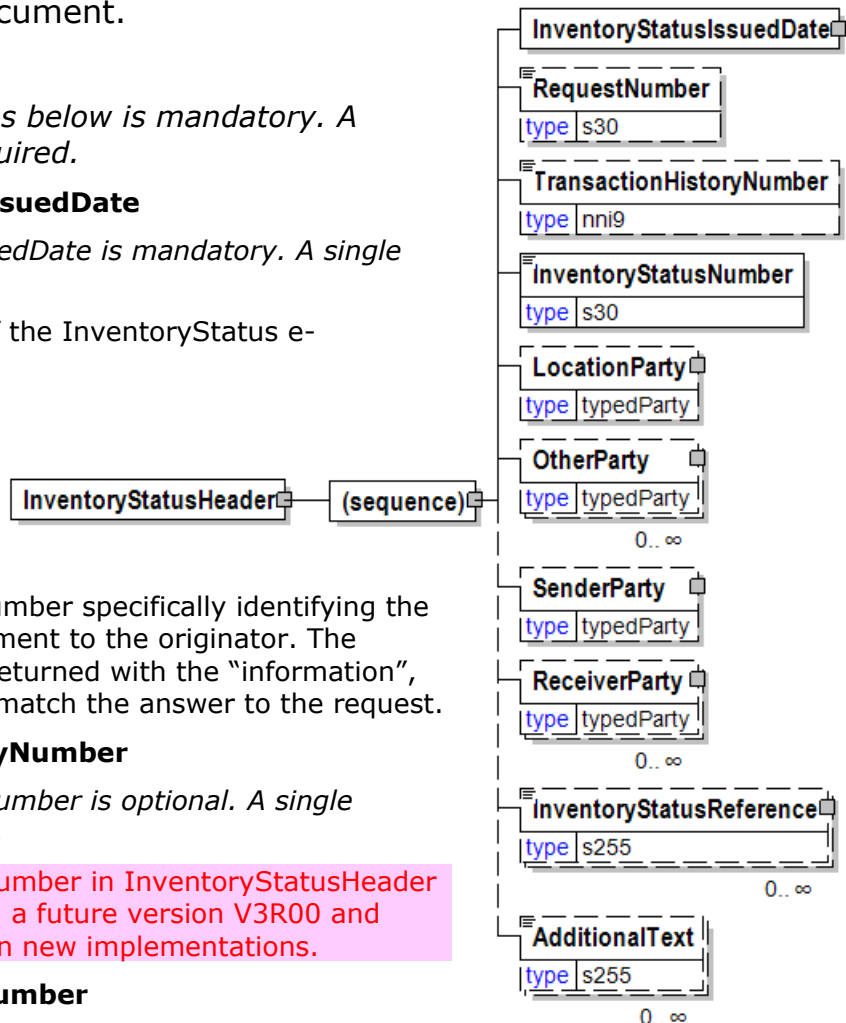 cument.
s below is mandatory. A
uired.
ssuedDate
edDate is mandatory. A single
f the InventoryStatus e-
umber specifically identifying the
ment to the originator. The
eturned with the “information”,
match the answer to the request.
yNumber
umber is optional. A single
umber in InventoryStatusHeader
a future version V3R00 and
n new implementations.
umber
InventoryStatusHeader
(sequence)
InventoryStatusIssuedDate
RequestNumber
type s30
TransactionHistoryNumber
type nni9
InventoryStatusNumber
type s30
LocationParty
type typedParty
OtherParty
type typedParty
0.. ∞
SenderParty
type typedParty
ReceiverParty
type typedParty
0.. ∞
InventoryStatusReference
type s255
0.. ∞
AdditionalText
type s255
0.. ∞